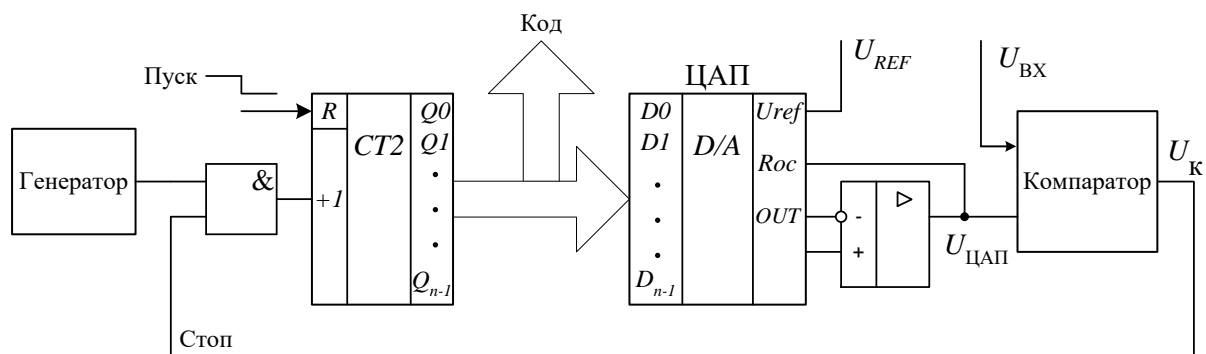 Код
Пуск
ЦАП
U_REF
U_ВХ
Генератор
&
R
+1
CT2
Q0
Q1
Q_n-1
D0
D1
D_n-1
D/A
Uref
Roc
OUT
-
+
U_ЦАП
Компаратор
U_К
Стоп